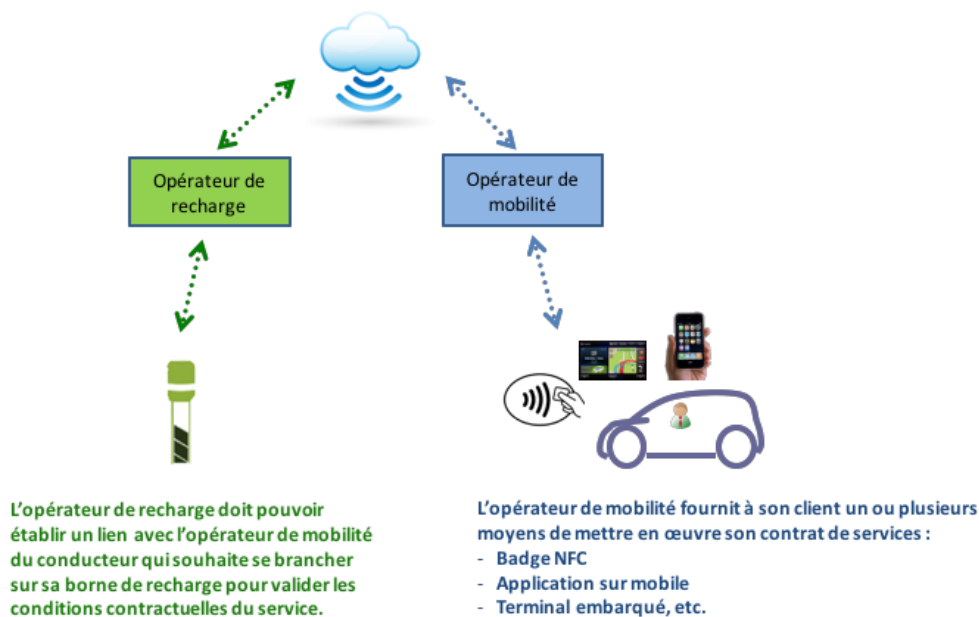 Opérateur de
recharge
Opérateur de
mobilité
L'opérateur de recharge doit pouvoir
établir un lien avec l'opérateur de mobilité
du conducteur qui souhaite se brancher
sur sa borne de recharge pour valider les
conditions contractuelles du service.
L'opérateur de mobilité fournit à son client un ou plusieurs
moyens de mettre en œuvre son contrat de services :
- Badge NFC
- Application sur mobile
- Terminal embarqué, etc.